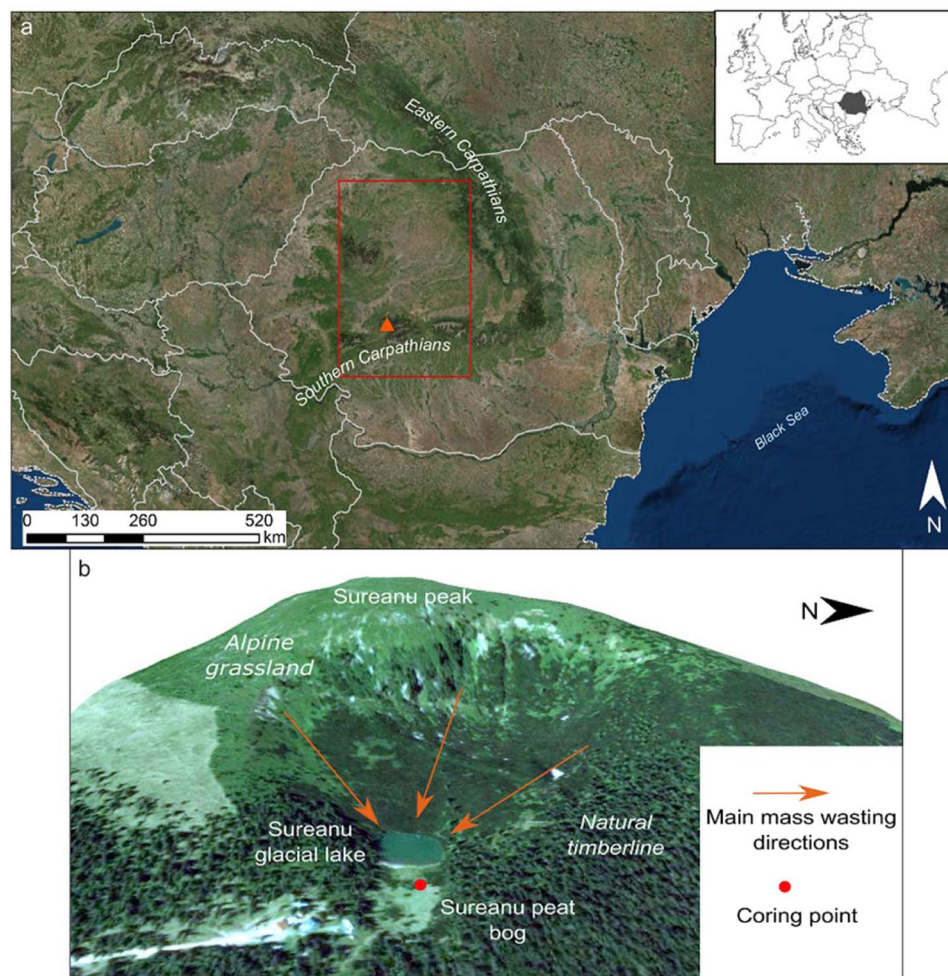 a
Eastern Carpathians
Southern Carpathians
Black Sea
0 130 260 520
km
N
b
Sureanu peak
N
Alpine
grassland
Sureanu
glacial lake
Natural
timberline
Sureanu peat
bog
Main mass wasting
directions
Coring point